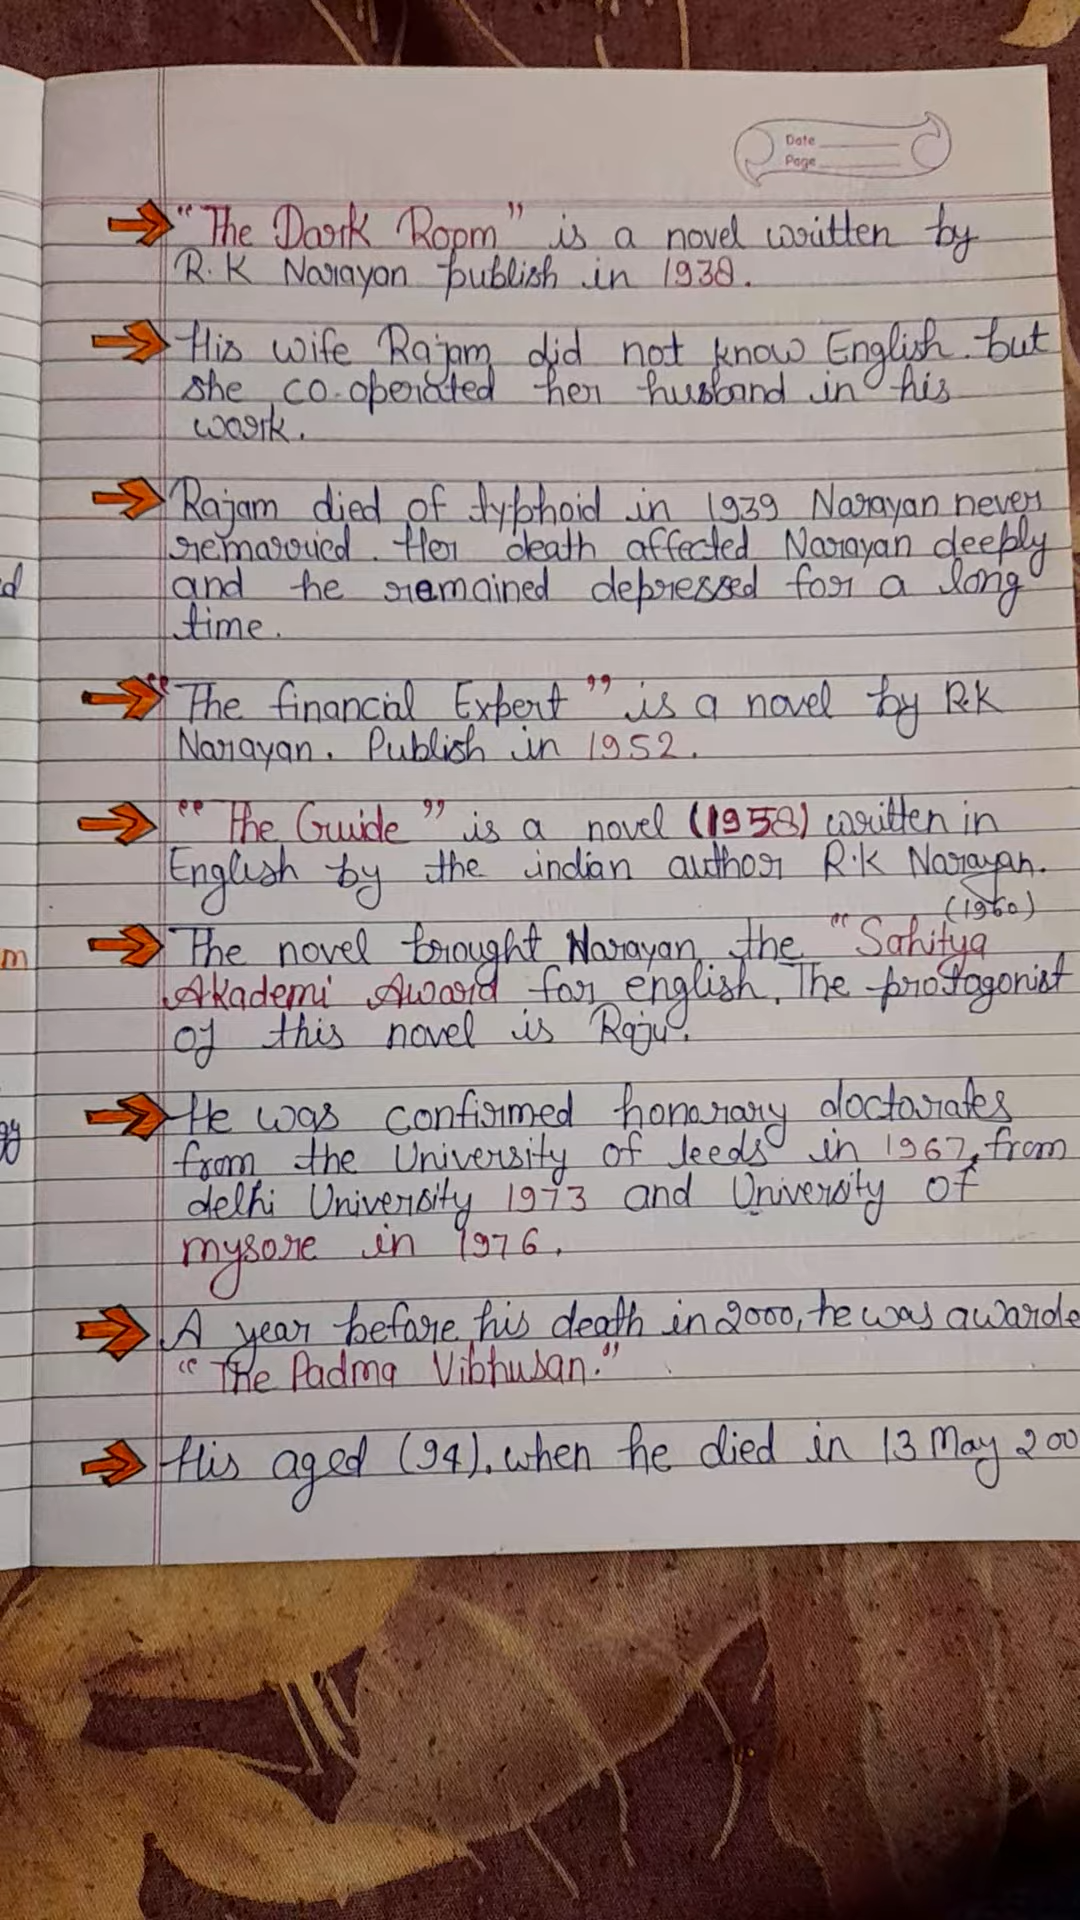 Date
Page
"The Dark Room" is a novel written by
R.K Narayan publish in 1938.
His wife Rajam did not know English. but
she co-operated her husband in his
work.
Rajam died of typhoid in 1939 Narayan never
remarried. Her death affected Narayan deeply
and he remained depressed for a long
time.
"The financial Expert" is a novel by R.K
Narayan. Publish in 1952.
"The Guide" is a novel (1958) written in
English by the indian author R.K Narayan.
(1960)
The novel brought Narayan the "Sahitya
Akademi Award for english. The protagonist
of this novel is Raju.
He was confirmed honorary doctorates
from the University of leeds in 1967, from
delhi University 1973 and University of
mysore in 1976.
A year before his death in 2000, he was awarde
"The Padma Vibhusan."
His aged (94). when he died in 13 May 200
d
m